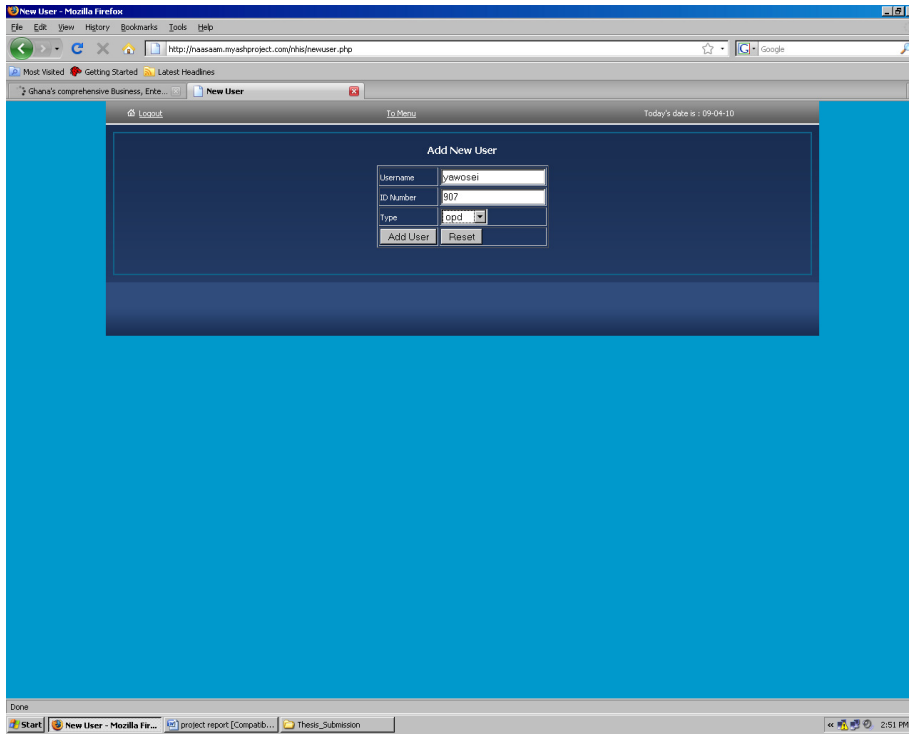 New User - Mozilla Firefox
File Edit View History Bookmarks Tools Help
http://naasaam.myashproject.com/nhis/newuser.php
G Google
Most Visited Getting Started Latest Headlines
Ghana's comprehensive Business, Ente... New User
Logout To Menu Today's date is : 09-04-10
Add New User
Username yawosei
ID Number 907
Type opd
Add User Reset
Done
Start New User - Mozilla Fir... project report [Compatib... Thesis_Submission « 2:51 PM